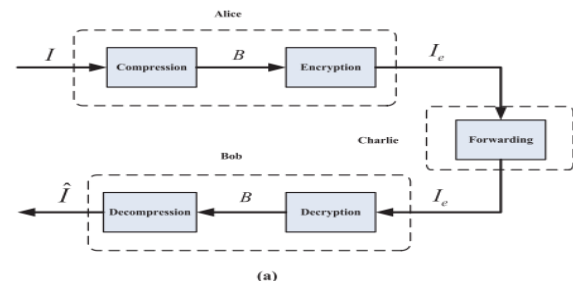 Alice
I
Compression
B
Encryption
I_e
Charlie
Forwarding
Bob
Î
Decompression
B
Decryption
I_e
(a)